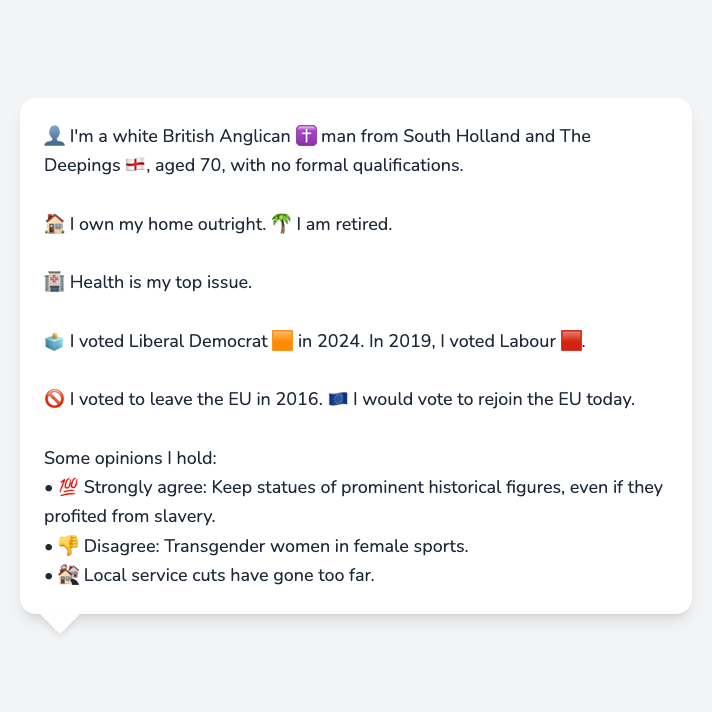 👤 I'm a white British Anglican ✝️ man from South Holland and The
Deepings 🏴󠁧󠁢󠁥󠁮󠁧󠁿, aged 70, with no formal qualifications.
🏠 I own my home outright. 🌴 I am retired.
🏥 Health is my top issue.
🗳️ I voted Liberal Democrat 🟧 in 2024. In 2019, I voted Labour 🟥.
🚫 I voted to leave the EU in 2016. 🇪🇺 I would vote to rejoin the EU today.
Some opinions I hold:
• 💯 Strongly agree: Keep statues of prominent historical figures, even if they
profited from slavery.
• 👎 Disagree: Transgender women in female sports.
• 🏘️ Local service cuts have gone too far.